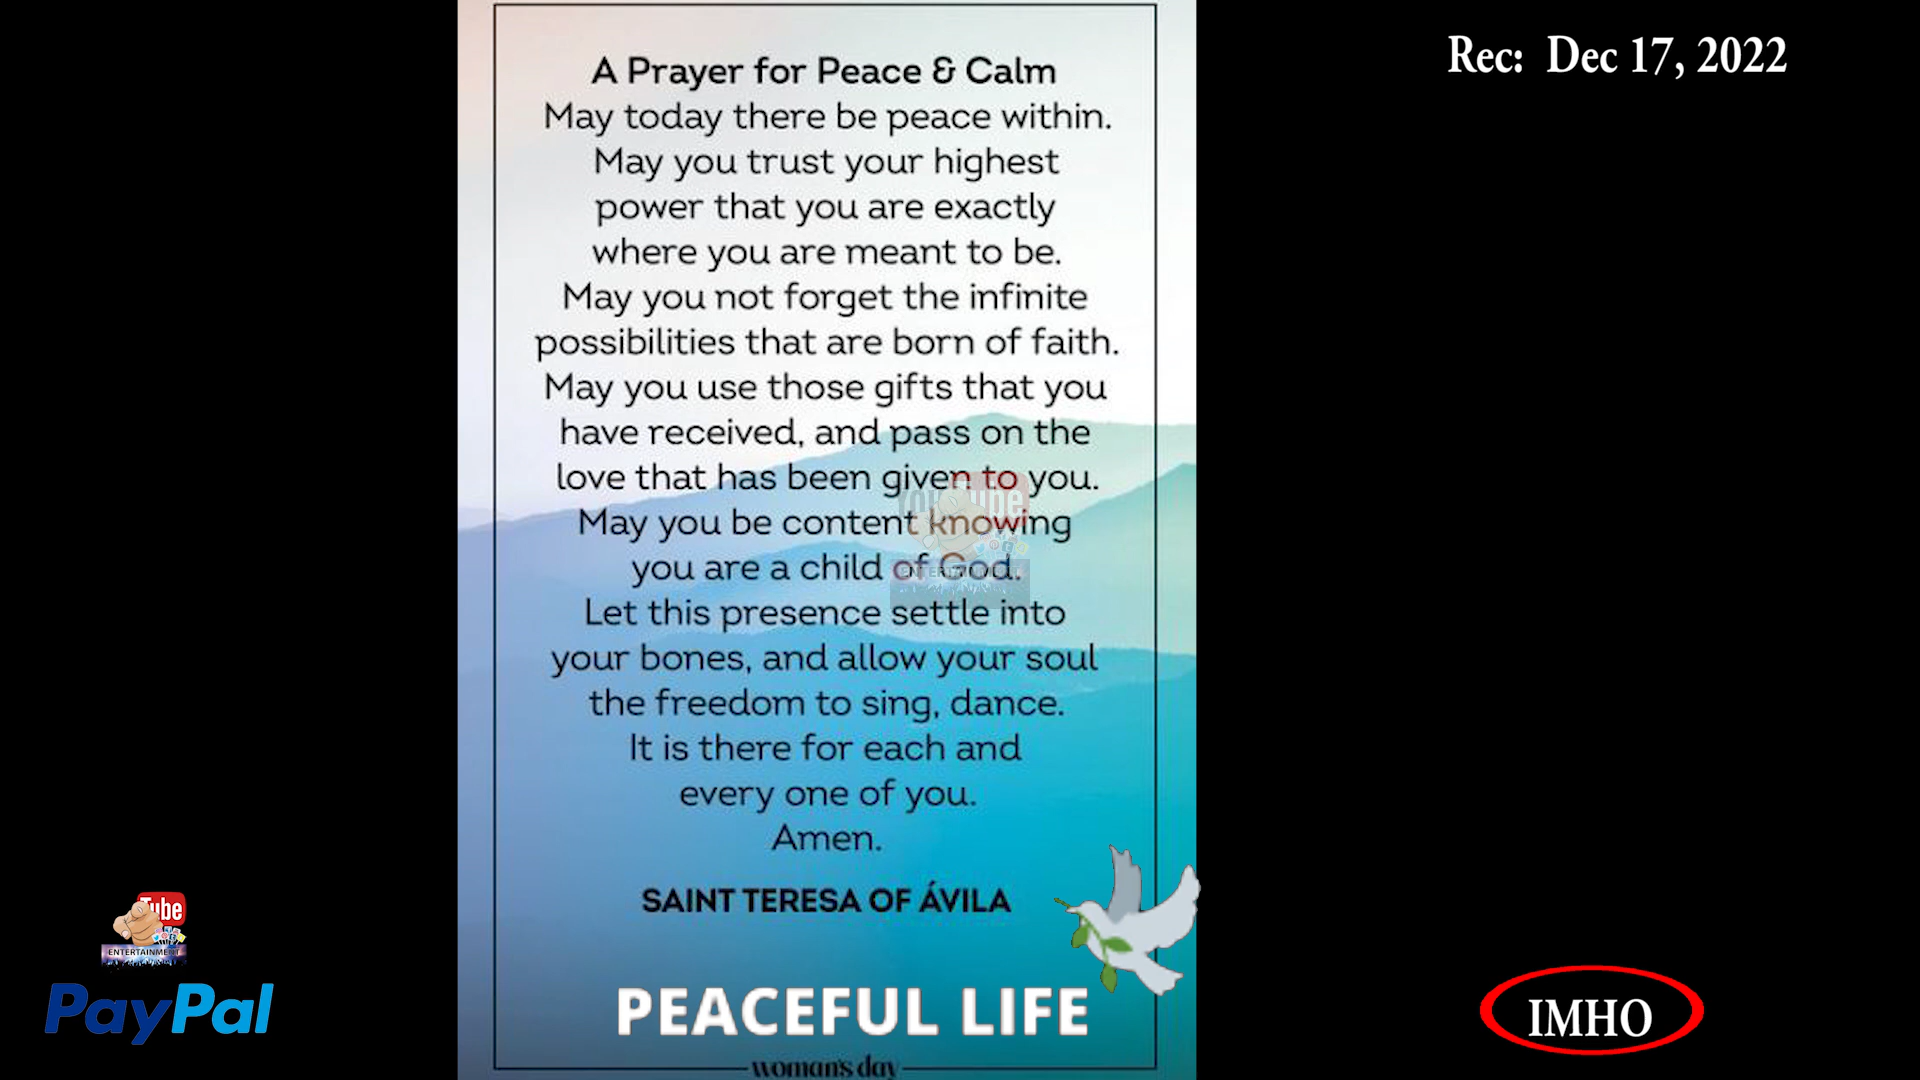 Rec: Dec 17, 2022
A Prayer for Peace & Calm
May today there be peace within.
May you trust your highest
power that you are exactly
where you are meant to be.
May you not forget the infinite
possibilities that are born of faith.
May you use those gifts that you
have received, and pass on the
love that has been given to you.
May you be content knowing
you are a child of God.
Let this presence settle into
your bones, and allow your soul
the freedom to sing, dance.
It is there for each and
every one of you.
Amen.
SAINT TERESA OF ÁVILA
PEACEFUL LIFE
woman's day
Tube
ENTERTAINMENT
PayPal
IMHO